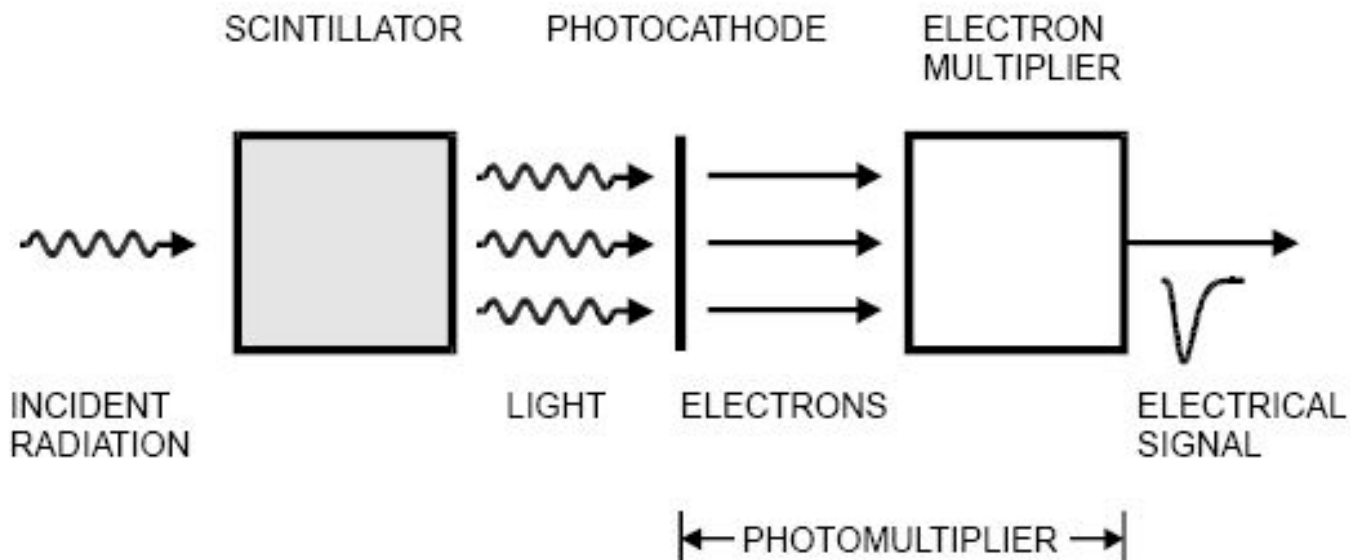 SCINTILLATOR
PHOTOCATHODE
ELECTRON
MULTIPLIER
INCIDENT
RADIATION
LIGHT
ELECTRONS
ELECTRICAL
SIGNAL
PHOTOMULTIPLIER